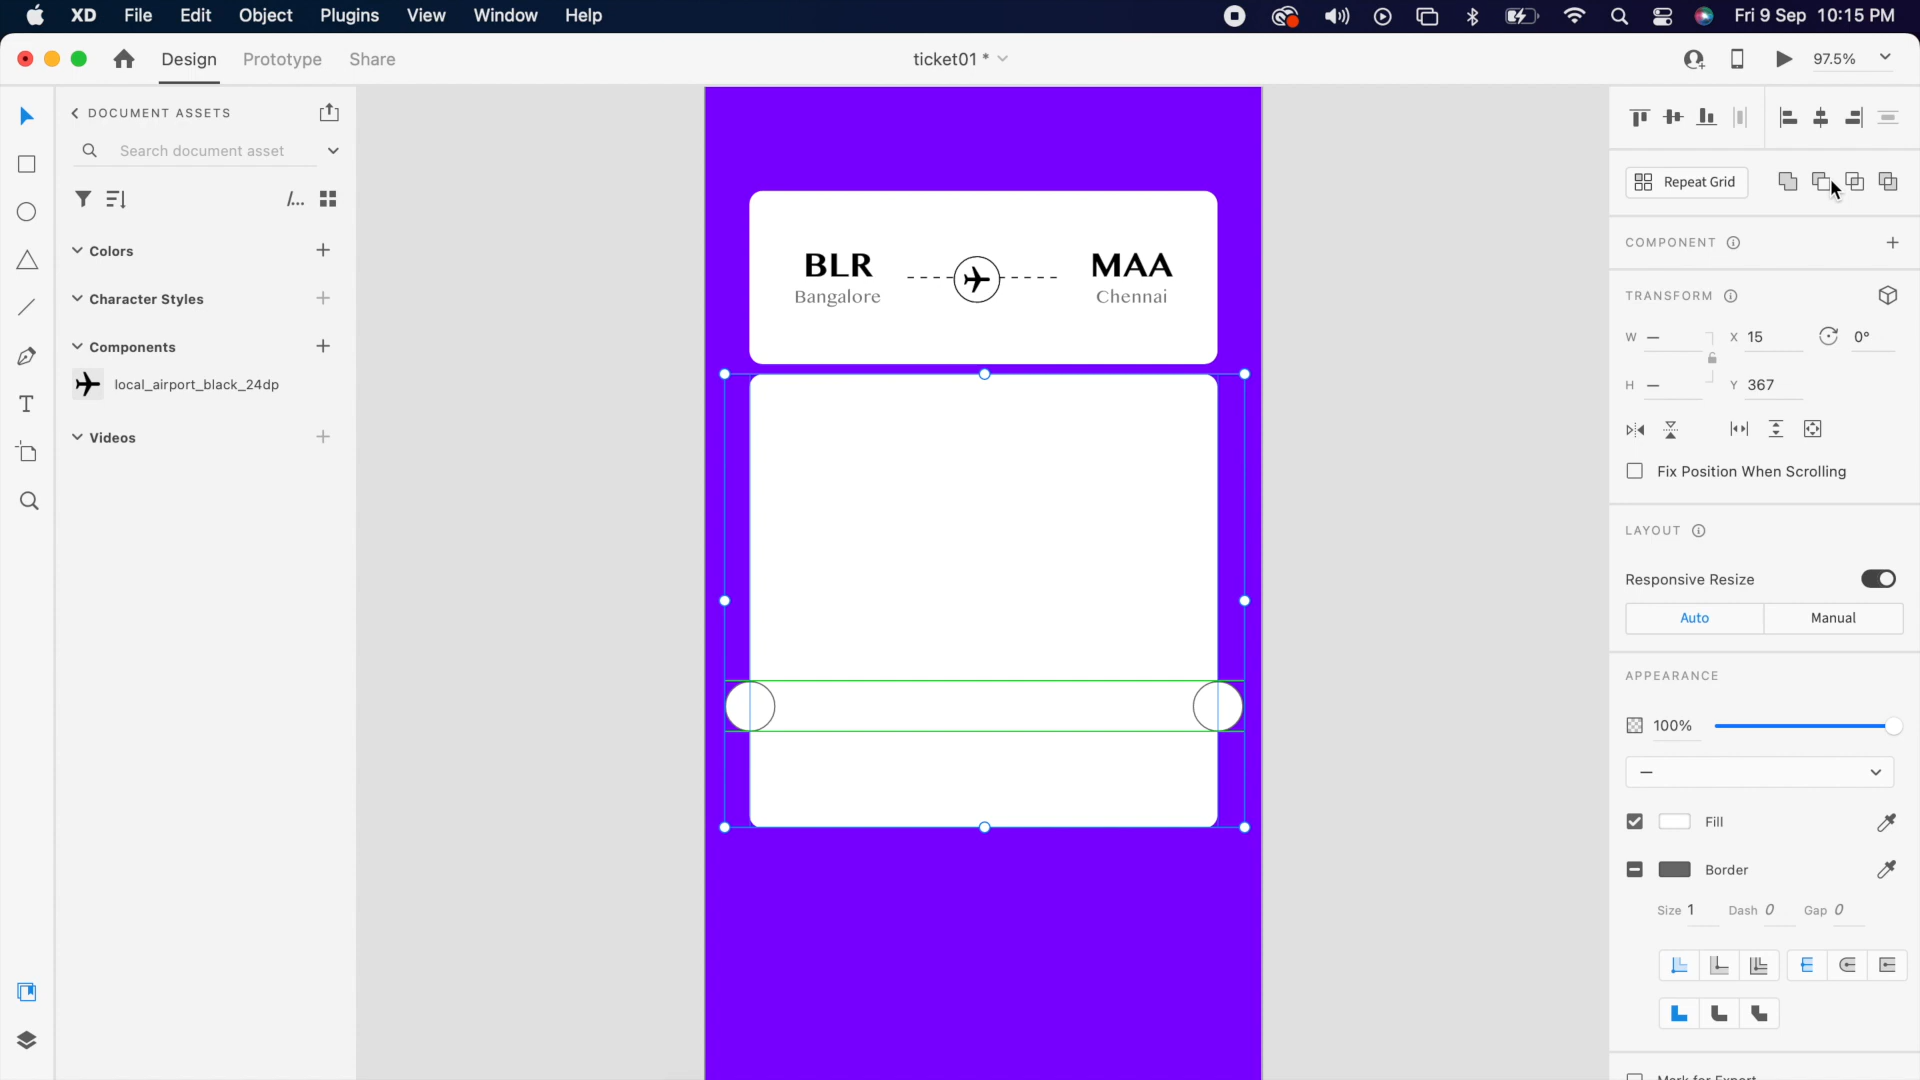 XD File Edit Object Plugins View Window Help Fri 9 Sep 10:15 PM
Design Prototype Share ticket01 * 97.5%
DOCUMENT ASSETS
Search document asset
/...
Repeat Grid
Colors
COMPONENT
Character Styles
TRANSFORM
Components
W — X 15 0°
local_airport_black_24dp
H — Y 367
Videos
BLR MAA
Bangalore Chennai
Fix Position When Scrolling
LAYOUT
Responsive Resize
Auto Manual
APPEARANCE
100%
—
Fill
Border
Size 1 Dash 0 Gap 0
Mark for Export
T